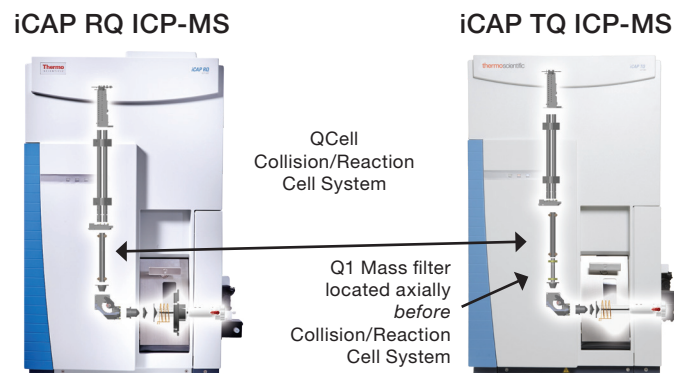 iCAP RQ ICP-MS
iCAP TQ ICP-MS
Thermo
SCIENTIFIC
iCAP RQ
thermoscientific
QCell
Collision/Reaction
Cell System
Q1 Mass filter
located axially
before
Collision/Reaction
Cell System